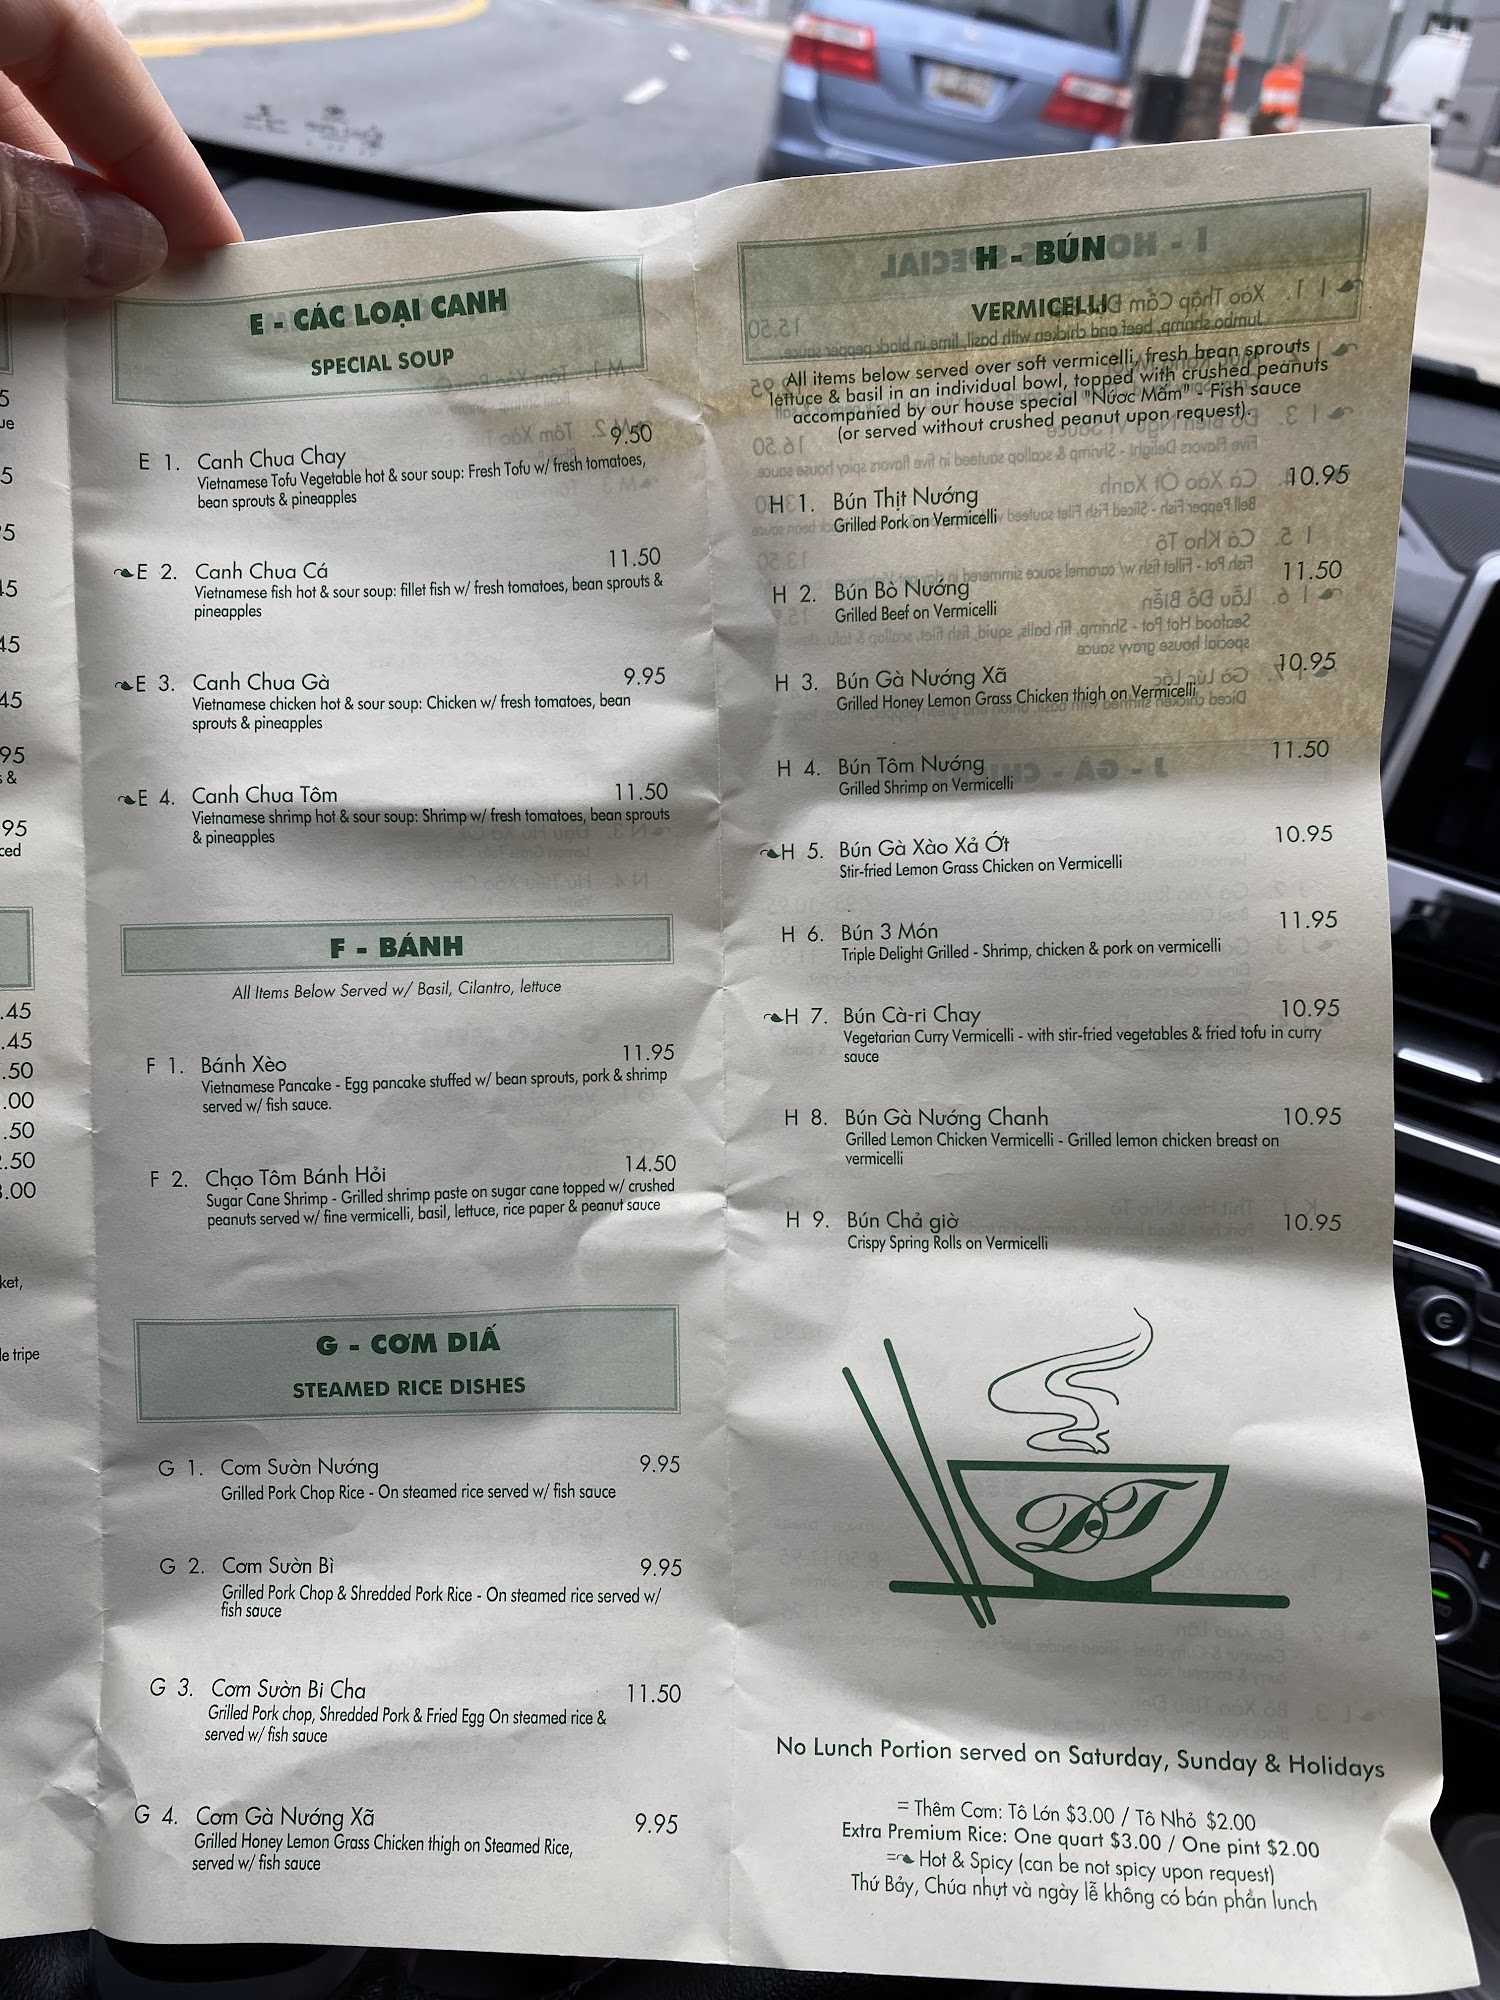 E - CÁC LOẠI CANH
SPECIAL SOUP
E 1. Canh Chua Chay 9.50
Vietnamese Tofu Vegetable hot & sour soup: Fresh Tofu w/ fresh tomatoes,
bean sprouts & pineapples
E 2. Canh Chua Cá 11.50
Vietnamese fish hot & sour soup: fillet fish w/ fresh tomatoes, bean sprouts &
pineapples
E 3. Canh Chua Gà 9.95
Vietnamese chicken hot & sour soup: Chicken w/ fresh tomatoes, bean
sprouts & pineapples
E 4. Canh Chua Tôm 11.50
Vietnamese shrimp hot & sour soup: Shrimp w/ fresh tomatoes, bean sprouts
& pineapples
F - BÁNH
All Items Below Served w/ Basil, Cilantro, lettuce
F 1. Bánh Xèo 11.95
Vietnamese Pancake - Egg pancake stuffed w/ bean sprouts, pork & shrimp
served w/ fish sauce.
F 2. Chạo Tôm Bánh Hỏi 14.50
Sugar Cane Shrimp - Grilled shrimp paste on sugar cane topped w/ crushed
peanuts served w/ fine vermicelli, basil, lettuce, rice paper & peanut sauce
G - CƠM DIÃ
STEAMED RICE DISHES
G 1. Cơm Sườn Nướng 9.95
Grilled Pork Chop Rice - On steamed rice served w/ fish sauce
G 2. Cơm Sườn Bì 9.95
Grilled Pork Chop & Shredded Pork Rice - On steamed rice served w/
fish sauce
G 3. Cơm Sườn Bi Cha 11.50
Grilled Pork chop, Shredded Pork & Fried Egg On steamed rice &
served w/ fish sauce
G 4. Cơm Gà Nướng Xã 9.95
Grilled Honey Lemon Grass Chicken thigh on Steamed Rice,
served w/ fish sauce
H - BÚN
VERMICELLI
All items below served over soft vermicelli, fresh bean sprouts
lettuce & basil in an individual bowl, topped with crushed peanuts
accompanied by our house special "Nước Mắm" - Fish sauce
(or served without crushed peanut upon request).
H 1. Bún Thịt Nướng 10.95
Grilled Pork on Vermicelli
H 2. Bún Bò Nướng 11.50
Grilled Beef on Vermicelli
H 3. Bún Gà Nướng Xã 10.95
Grilled Honey Lemon Grass Chicken thigh on Vermicelli
H 4. Bún Tôm Nướng 11.50
Grilled Shrimp on Vermicelli
H 5. Bún Gà Xào Xả Ớt 10.95
Stir-fried Lemon Grass Chicken on Vermicelli
H 6. Bún 3 Món 11.95
Triple Delight Grilled - Shrimp, chicken & pork on vermicelli
H 7. Bún Cà-ri Chay 10.95
Vegetarian Curry Vermicelli - with stir-fried vegetables & fried tofu in curry
sauce
H 8. Bún Gà Nướng Chanh 10.95
Grilled Lemon Chicken Vermicelli - Grilled lemon chicken breast on
vermicelli
H 9. Bún Chả giò 10.95
Crispy Spring Rolls on Vermicelli
DT
No Lunch Portion served on Saturday, Sunday & Holidays
= Thêm Cơm: Tô Lớn $3.00 / Tô Nhỏ $2.00
Extra Premium Rice: One quart $3.00 / One pint $2.00
= Hot & Spicy (can be not spicy upon request)
Thứ Bảy, Chúa nhựt và ngày lễ không có bán phần lunch